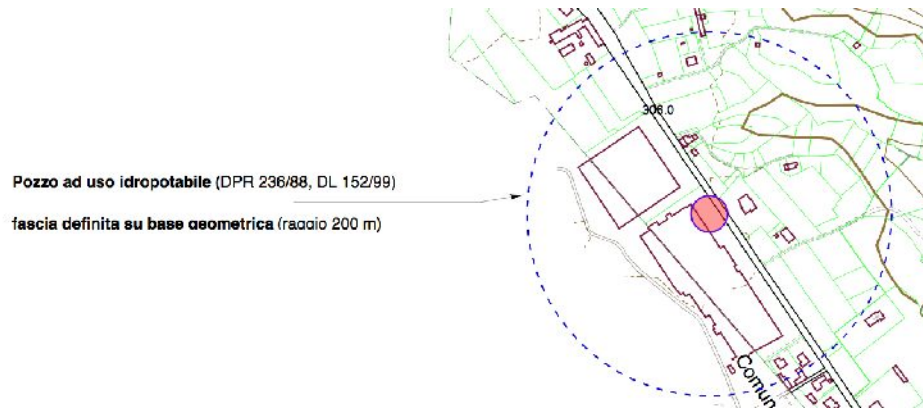 308.0
Pozzo ad uso idropotabile (DPR 236/88, DL 152/99)
fascia definita su base geometrica (raggio 200 m)
Comun